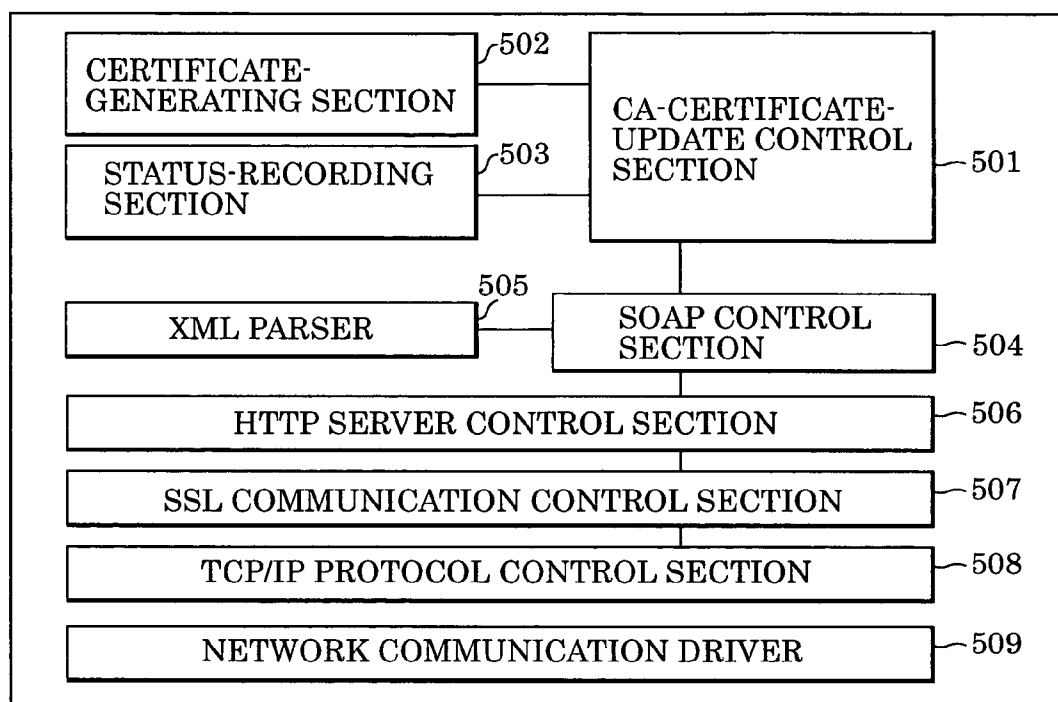 502
CERTIFICATE-
GENERATING SECTION
CA-CERTIFICATE-
UPDATE CONTROL
SECTION
501
503
STATUS-RECORDING
SECTION
505
XML PARSER
SOAP CONTROL
SECTION
504
HTTP SERVER CONTROL SECTION
506
SSL COMMUNICATION CONTROL SECTION
507
TCP/IP PROTOCOL CONTROL SECTION
508
NETWORK COMMUNICATION DRIVER
509